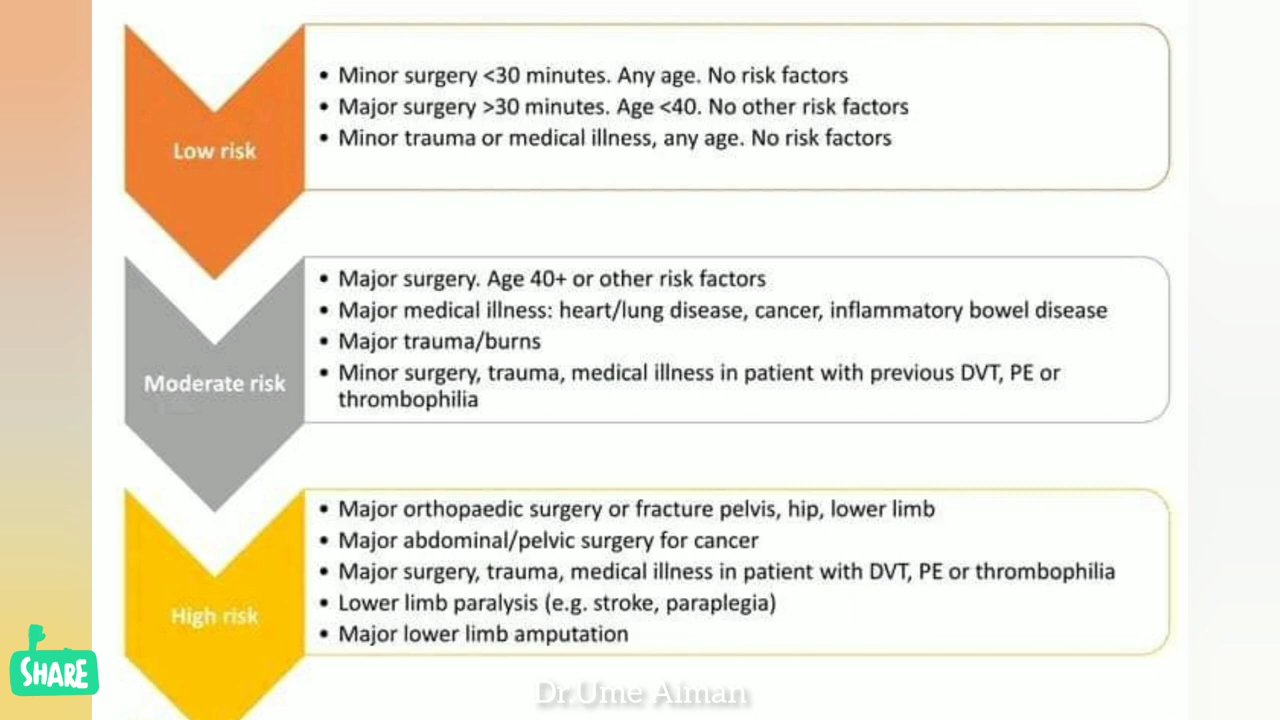 Low risk
• Minor surgery <30 minutes. Any age. No risk factors
• Major surgery >30 minutes. Age <40. No other risk factors
• Minor trauma or medical illness, any age. No risk factors
Moderate risk
• Major surgery. Age 40+ or other risk factors
• Major medical illness: heart/lung disease, cancer, inflammatory bowel disease
• Major trauma/burns
• Minor surgery, trauma, medical illness in patient with previous DVT, PE or
thrombophilia
High risk
• Major orthopaedic surgery or fracture pelvis, hip, lower limb
• Major abdominal/pelvic surgery for cancer
• Major surgery, trauma, medical illness in patient with DVT, PE or thrombophilia
• Lower limb paralysis (e.g. stroke, paraplegia)
• Major lower limb amputation
SHARE
Dr.Ume Aiman